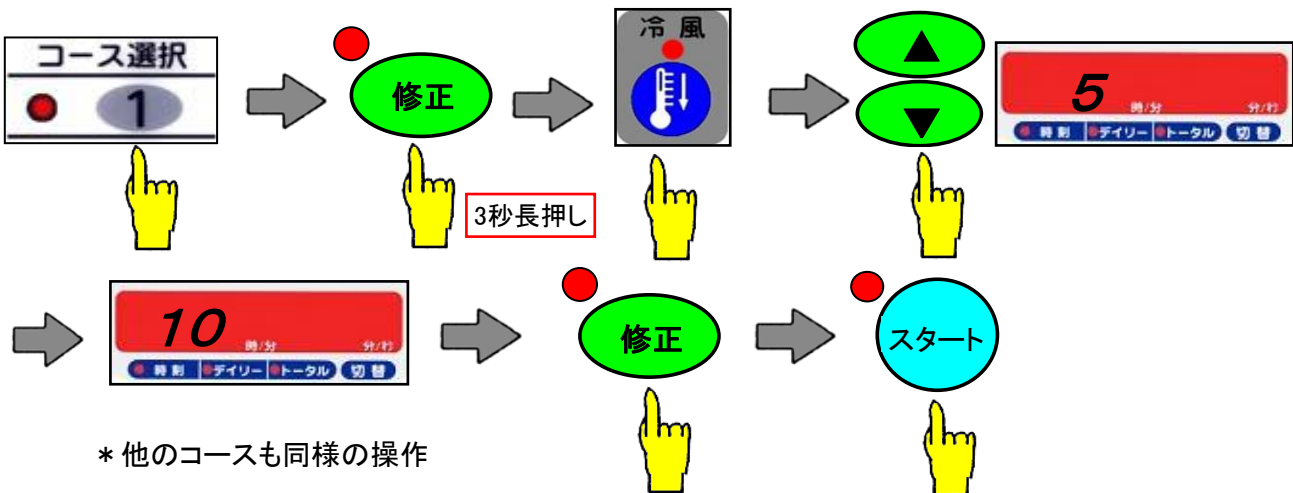 コース選択
1
修正
3秒長押し
冷風
▲
▼
5
時/分 分/秒
時刻 デイリー トータル 切替
10
時/分 分/秒
時刻 デイリー トータル 切替
修正
スタート
＊他のコースも同様の操作